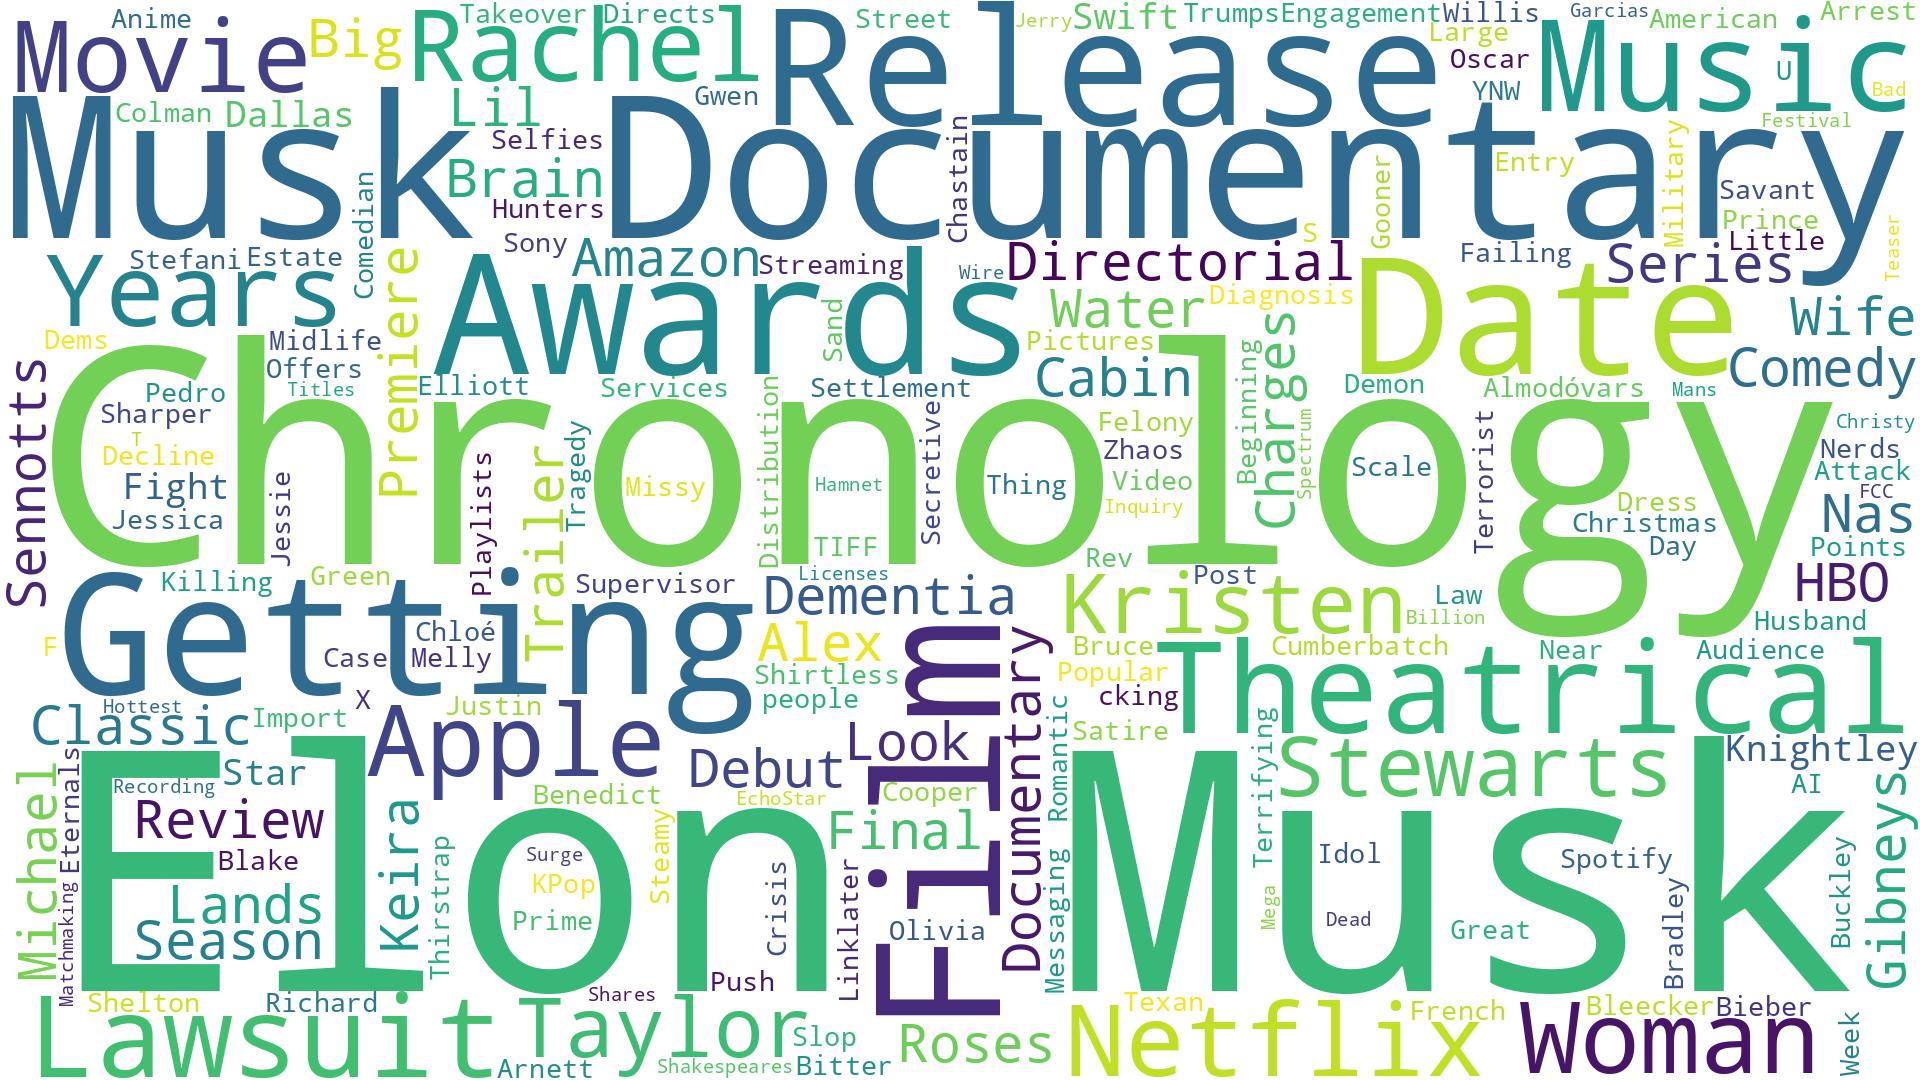 Anime
Takeover
Directs
Street
Jerry
Swift
TrumpsEngagement
Willis
Garcias
American
Arrest
Movie
Big
Rachel
Release
Large
Oscar
Music
U
Bad
Colman
Dallas
Lil
Gwen
YNW
Festival
Musk
Selfies
Documentary
Brain
Hunters
Comedian
Chastain
Gooner
Entry
Military
Savant
Prince
Little
Teaser
Sony
Stefani
Estate
Years
Premiere
Amazon
Streaming
Wire
Directorial
S
Failing
Series
Awards
Water
Diagnosis
Date
Wife
Dems
Midlife
Offers
Sand
Pictures
Cabin
Charges
Comedy
Sennotts
Pedro
Titles
Elliott
Services
Settlement
Beginning
Demon
Almodóvars
Mans
Sharper
T
Decline
Chronology
Distribution
Secretive
Felony
Zhaos
Spectrum
Scale
Terrorist
Christy
Nerds
Attack
FCC
Fight
Jessica
Jessie
Playlists
Trailer
Tragedy
Missy
Hamnet
Thing
Video
Inquiry
Dress
Christmas
Day
Nas
Points
TIFF
Rev
Killing
Green
Supervisor
Licenses
Post
HBO
Getting
Dementia
Kristen
Law
Billion
Husband
F
Chloé
Case
Melly
Alex
Film
Documentary
Bruce
Cumberbatch
Near
Audience
Shirtless
people
Popular
cking
Theatrical
X
Hottest
Classic
Import
Justin
Apple
Look
Satire
Romantic
Terrifying
Stewarts
Knightley
Michael
Eternals
Recording
Star
Debut
Benedict
EchoStar
Cooper
AI
Gibneys
Review
Blake
Elon
Keira
Surge
KPop
Prime
Steamy
Final
Musk
Idol
Spotify
Buckley
Lands
Season
Thirstrap
Crisis
Linklater
Olivia
Messaging
Mega
Dead
Great
Bradley
Matchmaking
Push
Shelton
Richard
Shares
Texan
French
Bleecker
Bieber
Lawsuit
Taylor
Slop
Roses
Netflix
Woman
Week
Arnett
Shakespeares
Bitter